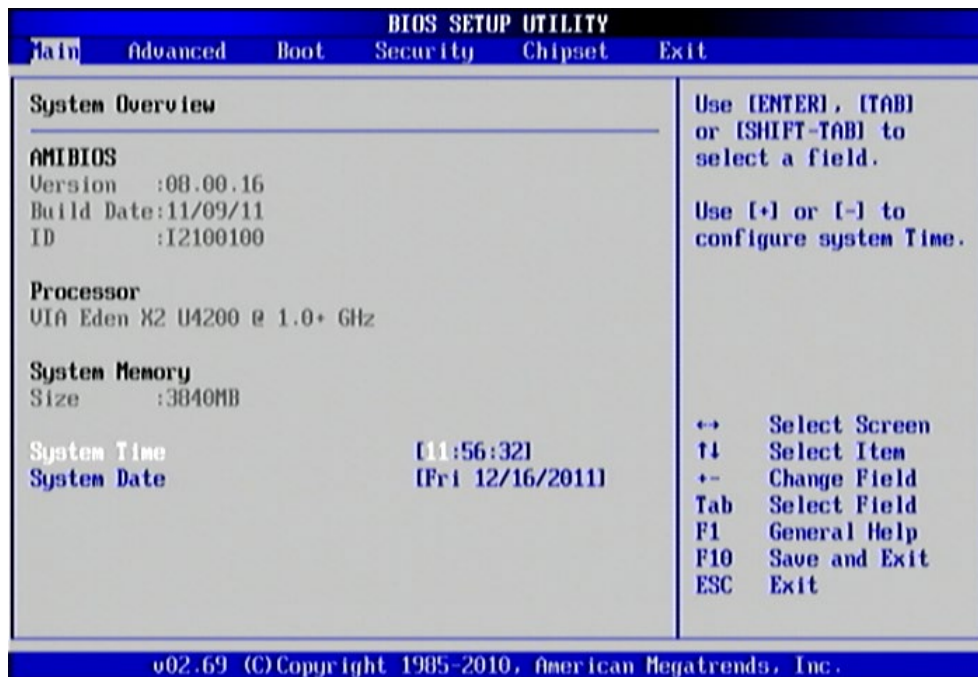 BIOS SETUP UTILITY
Main Advanced Boot Security Chipset Exit
System Overview
AMIBIOS
Version :08.00.16
Build Date:11/09/11
ID :I2100100
Processor
VIA Eden X2 U4200 @ 1.0+ GHz
System Memory
Size :3840MB
System Time [11:56:32]
System Date [Fri 12/16/2011]
Use [ENTER], [TAB]
or [SHIFT-TAB] to
select a field.
Use [+] or [-] to
configure system Time.
←→ Select Screen
↑↓ Select Item
+- Change Field
Tab Select Field
F1 General Help
F10 Save and Exit
ESC Exit
v02.69 (C)Copyright 1985-2010, American Megatrends, Inc.